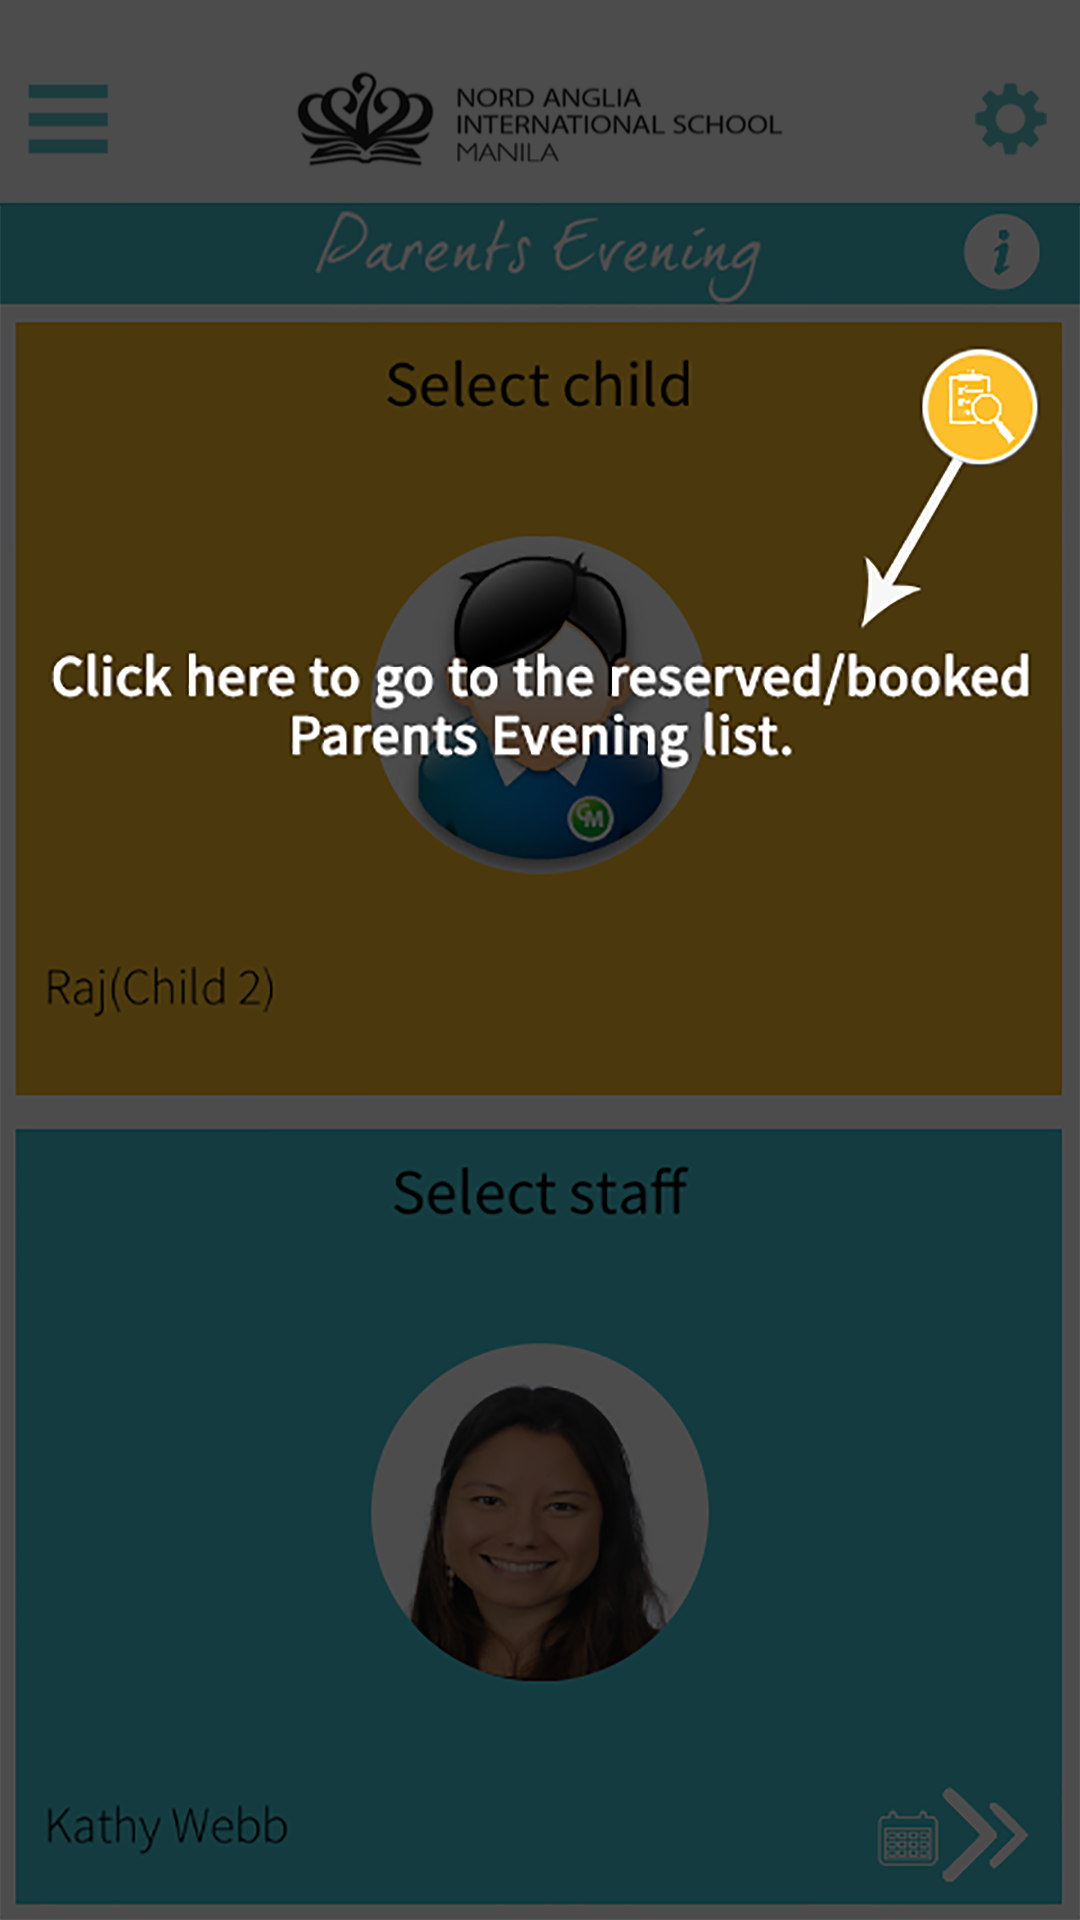 NORD ANGLIA
INTERNATIONAL SCHOOL
MANILA
Parents Evening
i
Select child
Click here to go to the reserved/booked
Parents Evening list.
CM
Raj(Child 2)
Select staff
Kathy Webb